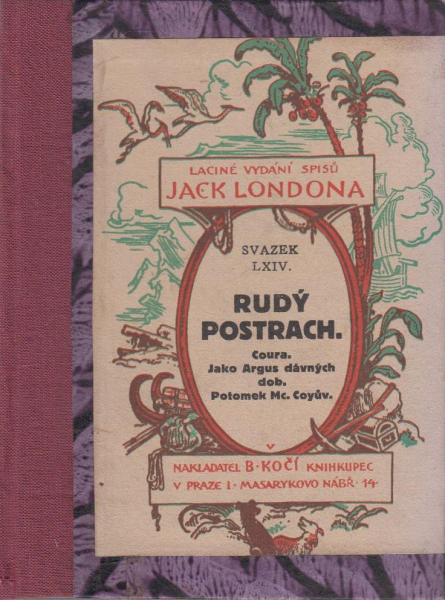 LACINÉ VYDÁNÍ SPISŮ
JACK LONDONA
SVAZEK
LXIV.
RUDÝ
POSTRACH.
Coura.
Jako Argus dávných
dob.
Potomek Mc. Coyův.
V
NAKLADATEL B·KOČÍ KNIHKUPEC
V PRAZE I· MASARYKOVO NÁBŘ·14·